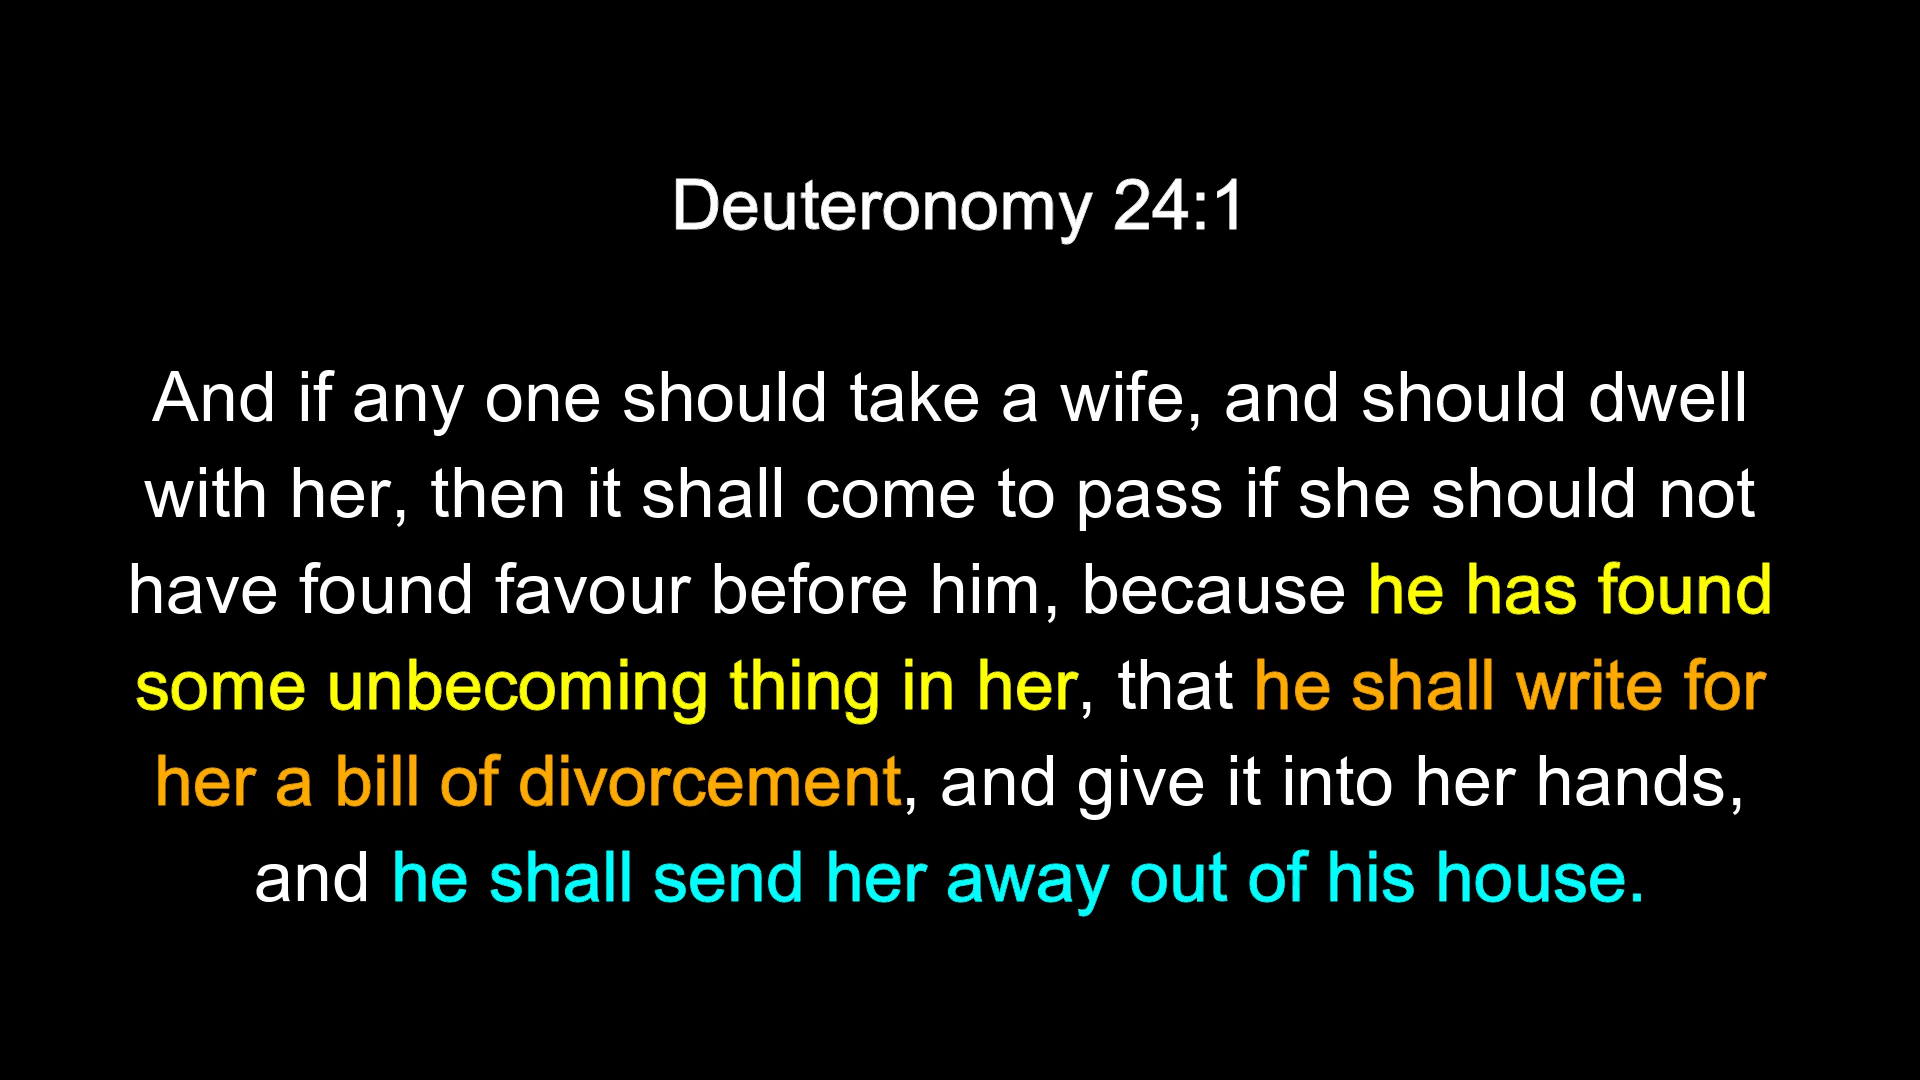 Deuteronomy 24:1
And if any one should take a wife, and should dwell
with her, then it shall come to pass if she should not
have found favour before him, because he has found
some unbecoming thing in her, that he shall write for
her a bill of divorcement, and give it into her hands,
and he shall send her away out of his house.